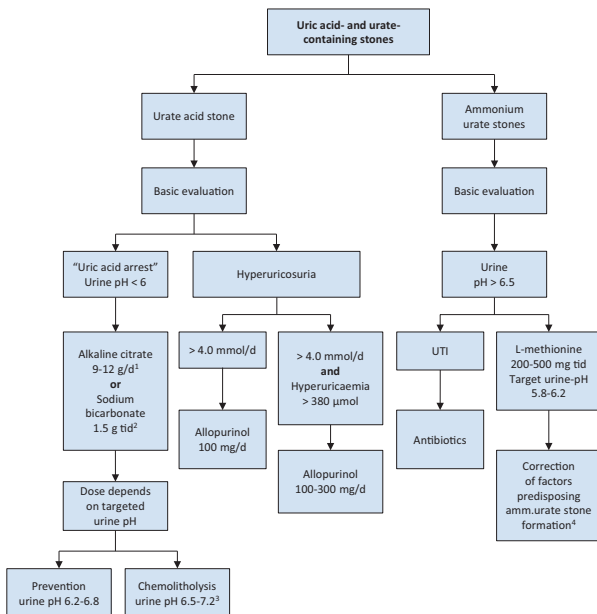 Uric acid- and urate-
containing stones
Urate acid stone
Ammonium
urate stones
Basic evaluation
Basic evaluation
“Uric acid arrest”
Urine pH < 6
Hyperuricosuria
Urine
pH > 6.5
Alkaline citrate
9-12 g/d¹
or
Sodium
bicarbonate
1.5 g tid²
> 4.0 mmol/d
> 4.0 mmol/d
and
Hyperuricaemia
> 380 µmol
UTI
L-methionine
200-500 mg tid
Target urine-pH
5.8-6.2
Allopurinol
100 mg/d
Antibiotics
Allopurinol
100-300 mg/d
Correction
of factors
predisposing
amm.urate stone
formation⁴
Dose depends
on targeted
urine pH
Prevention
urine pH 6.2-6.8
Chemolitholysis
urine pH 6.5-7.2³